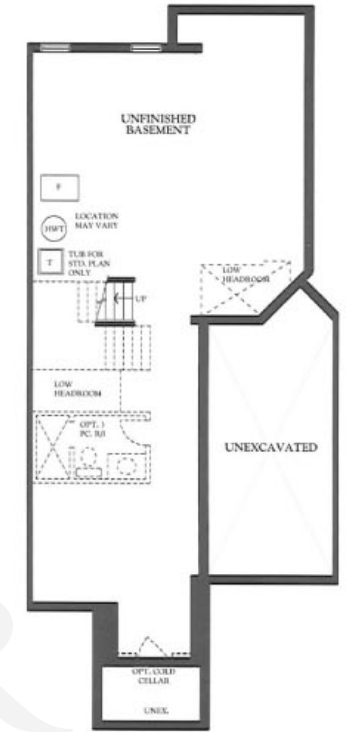 UNFINISHED
BASEMENT
F
HWT
LOCATION
MAY VARY
T
TUB FOR
STD. PLAN
ONLY
UP
LOW
HEADROOM
LOW
HEADROOM
OPT. 3
PC. R/I
UNEXCAVATED
OPT. COLD
CELLAR
UNEX.